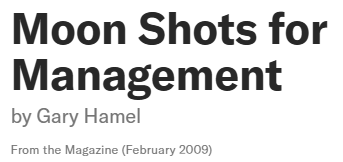 Moon Shots for
Management
by Gary Hamel
From the Magazine (February 2009)